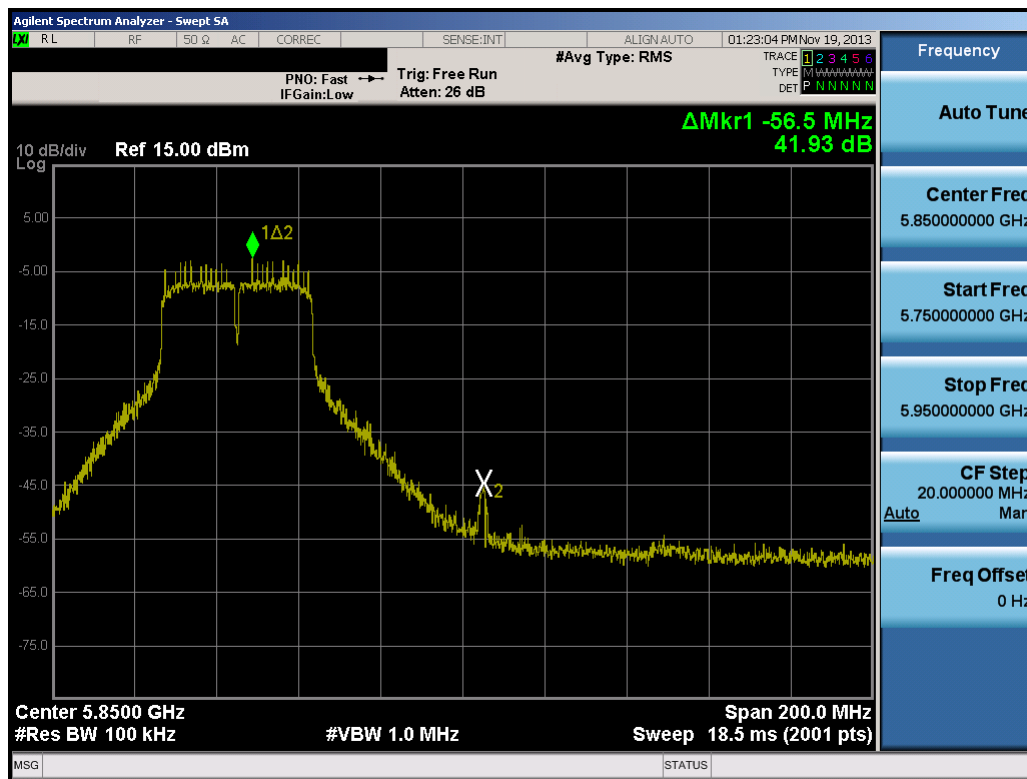 Agilent Spectrum Analyzer - Swept SA
LXI RL RF 50 Ω AC CORREC SENSE:INT ALIGN AUTO 01:23:04 PM Nov 19, 2013
#Avg Type: RMS
TRACE 1 2 3 4 5 6
PNO: Fast Trig: Free Run
TYPE M WWWWW
IFGain:Low Atten: 26 dB
DET P N N N N N
ΔMkr1 -56.5 MHz
41.93 dB
10 dB/div Ref 15.00 dBm
Log
5.00
1Δ2
-5.00
-15.0
-25.0
-35.0
-45.0
X2
-55.0
-65.0
-75.0
Center 5.8500 GHz Span 200.0 MHz
#Res BW 100 kHz #VBW 1.0 MHz Sweep 18.5 ms (2001 pts)
MSG STATUS
Frequency
Auto Tune
Center Freq
5.850000000 GHz
Start Freq
5.750000000 GHz
Stop Freq
5.950000000 GHz
CF Step
20.000000 MHz
Auto Man
Freq Offset
0 Hz